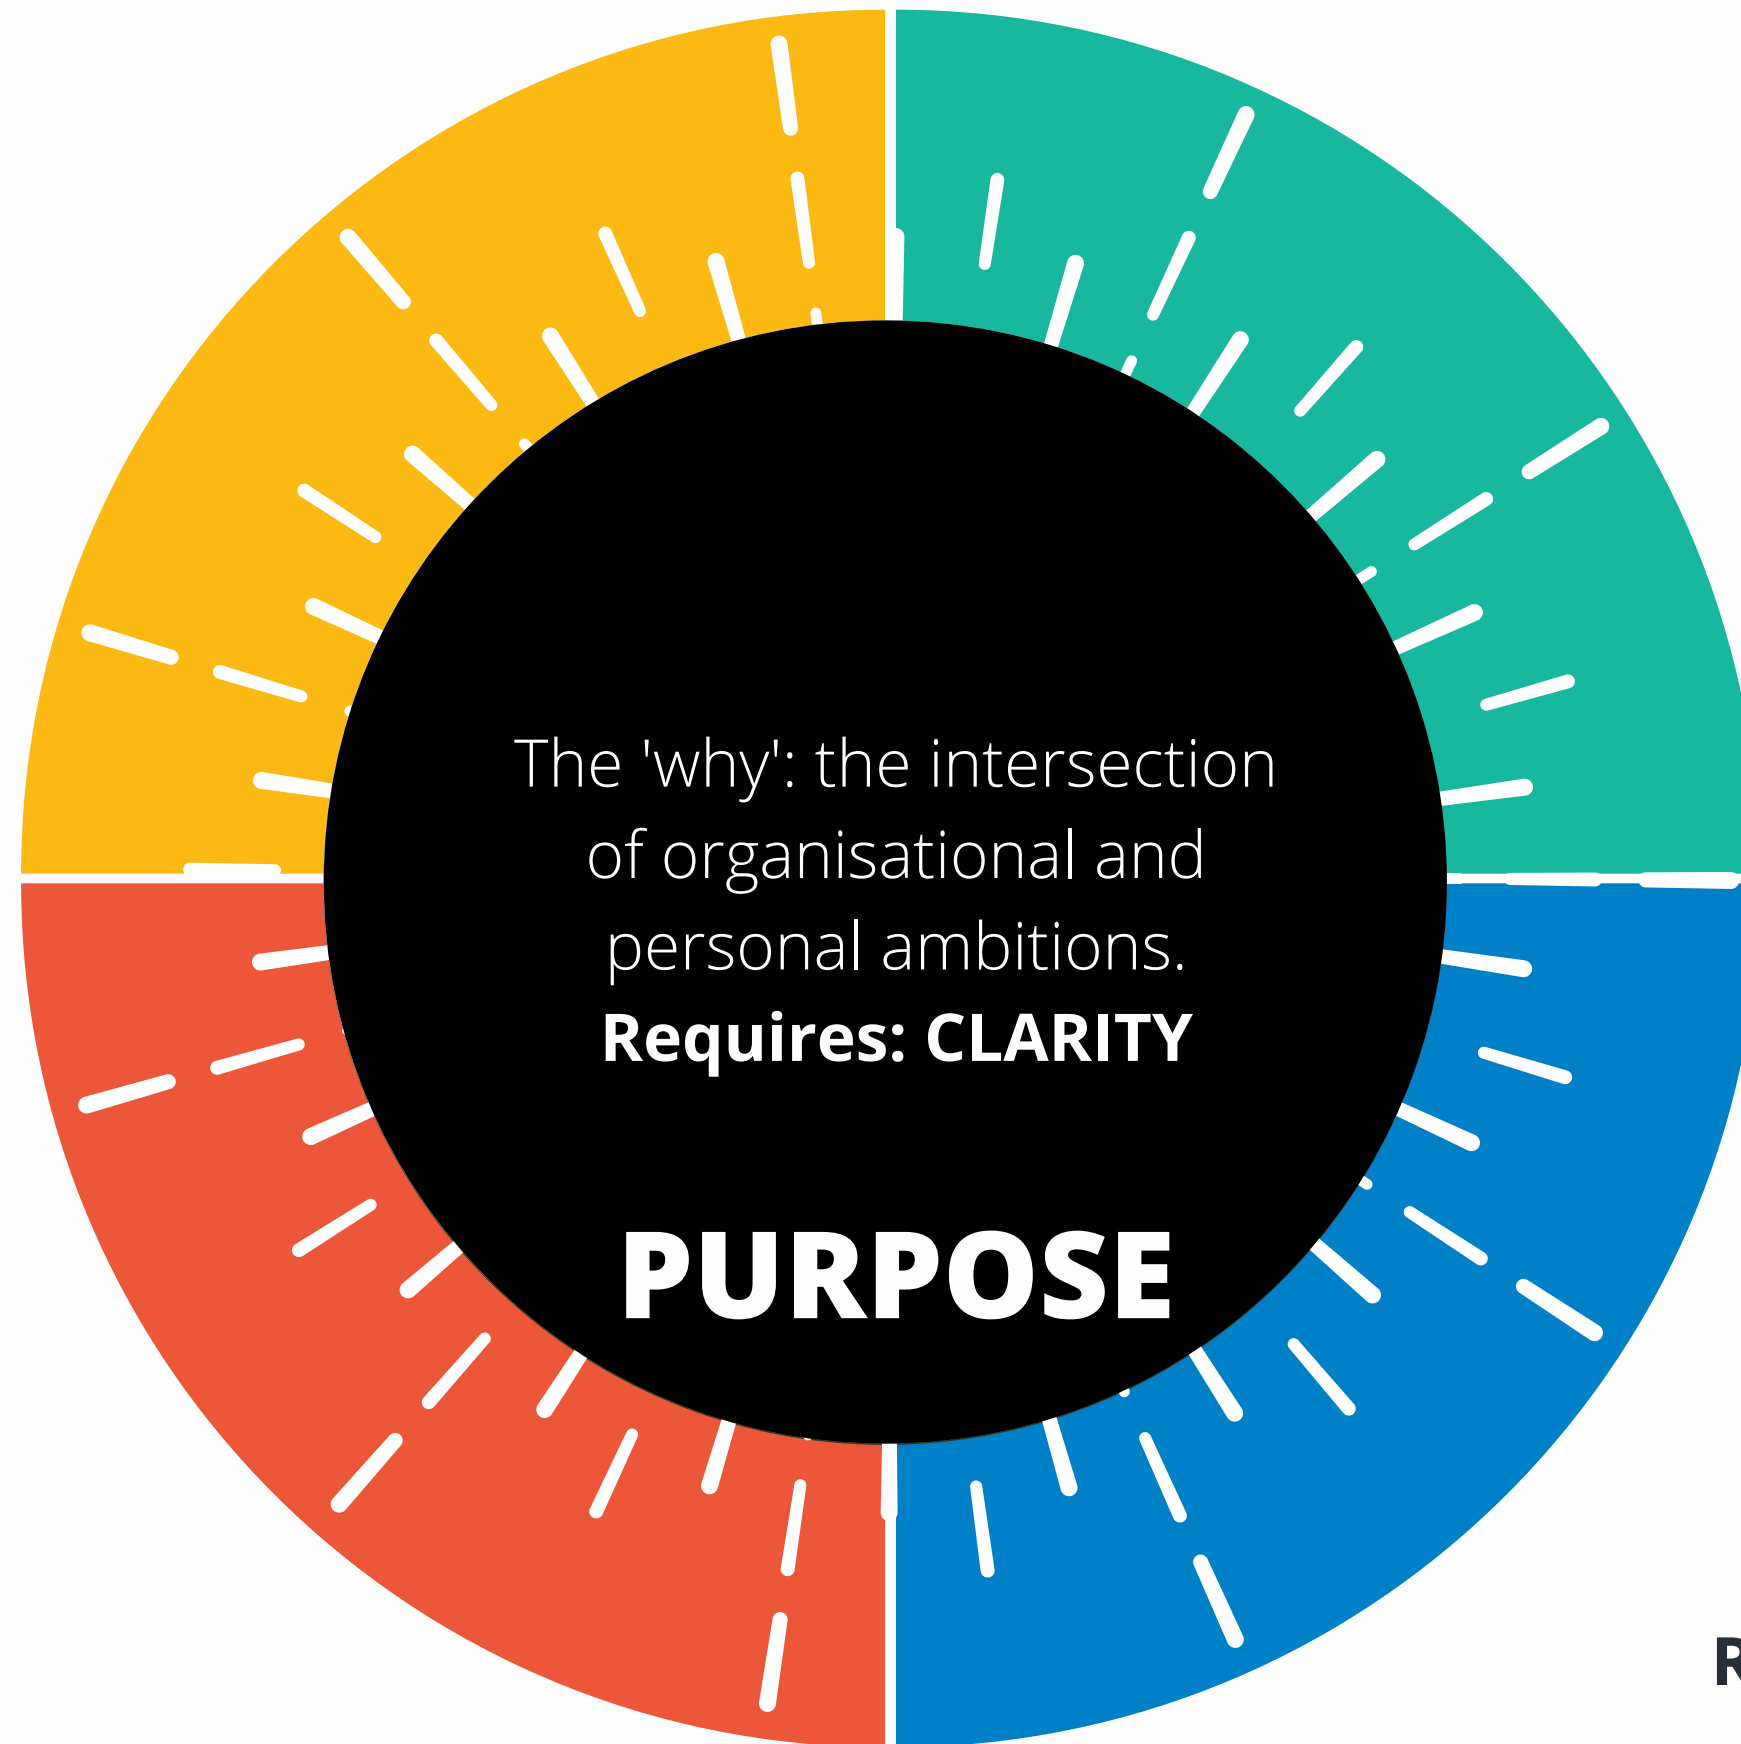 The 'why': the intersection
of organisational and
personal ambitions.
Requires: CLARITY
PURPOSE